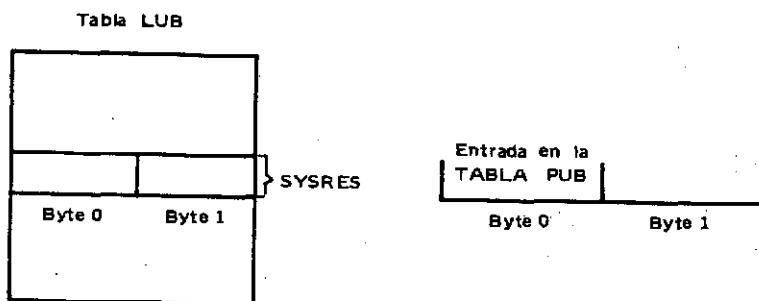 Tabla LUB
SYSRES
Byte 0 Byte 1
Entrada en la
TABLA PUB
Byte 0 Byte 1